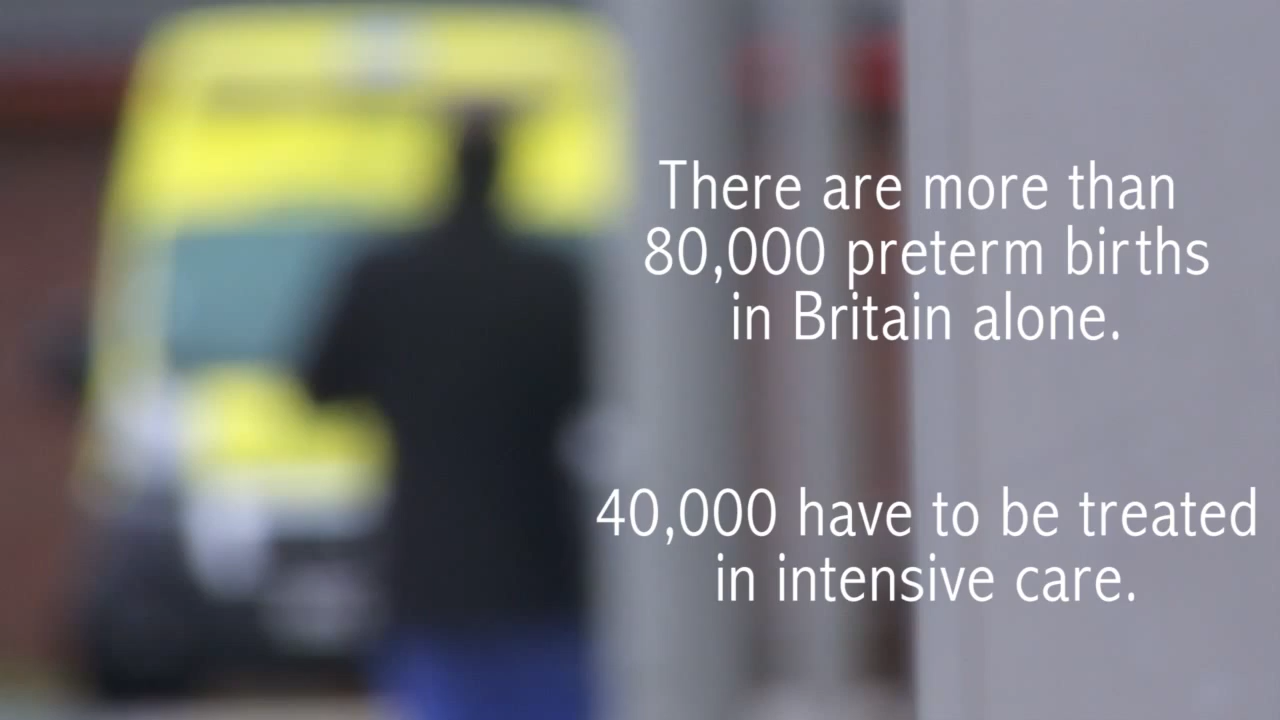 There are more than
80,000 preterm births
in Britain alone.
40,000 have to be treated
in intensive care.